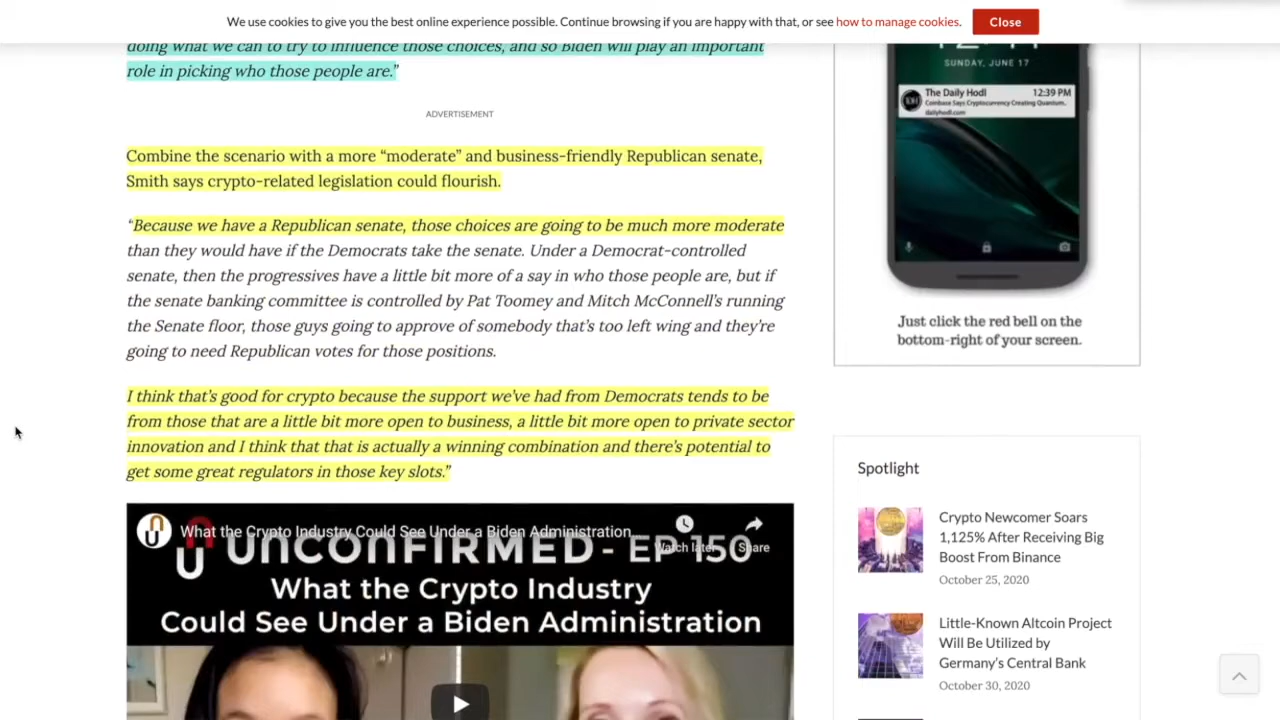 We use cookies to give you the best online experience possible. Continue browsing if you are happy with that, or see how to manage cookies.
Close
doing what we can to try to influence those choices, and so Biden will play an important
role in picking who those people are.”
ADVERTISEMENT
Combine the scenario with a more “moderate” and business-friendly Republican senate,
Smith says crypto-related legislation could flourish.
“Because we have a Republican senate, those choices are going to be much more moderate
than they would have if the Democrats take the senate. Under a Democrat-controlled
senate, then the progressives have a little bit more of a say in who those people are, but if
the senate banking committee is controlled by Pat Toomey and Mitch McConnell’s running
the Senate floor, those guys going to approve of somebody that’s too left wing and they’re
going to need Republican votes for those positions.
I think that’s good for crypto because the support we’ve had from Democrats tends to be
from those that are a little bit more open to business, a little bit more open to private sector
innovation and I think that that is actually a winning combination and there’s potential to
get some great regulators in those key slots.”
What the Crypto Industry Could See Under a Biden Administration...
Watch later
Share
UNCONFIRMED - EP 150
What the Crypto Industry
Could See Under a Biden Administration
SUNDAY, JUNE 17
The Daily Hodl 12:39 PM
Coinbase Says Cryptocurrency Creating Quantum..
dailyhodl.com
Just click the red bell on the
bottom-right of your screen.
Spotlight
Crypto Newcomer Soars
1,125% After Receiving Big
Boost From Binance
October 25, 2020
Little-Known Altcoin Project
Will Be Utilized by
Germany’s Central Bank
October 30, 2020